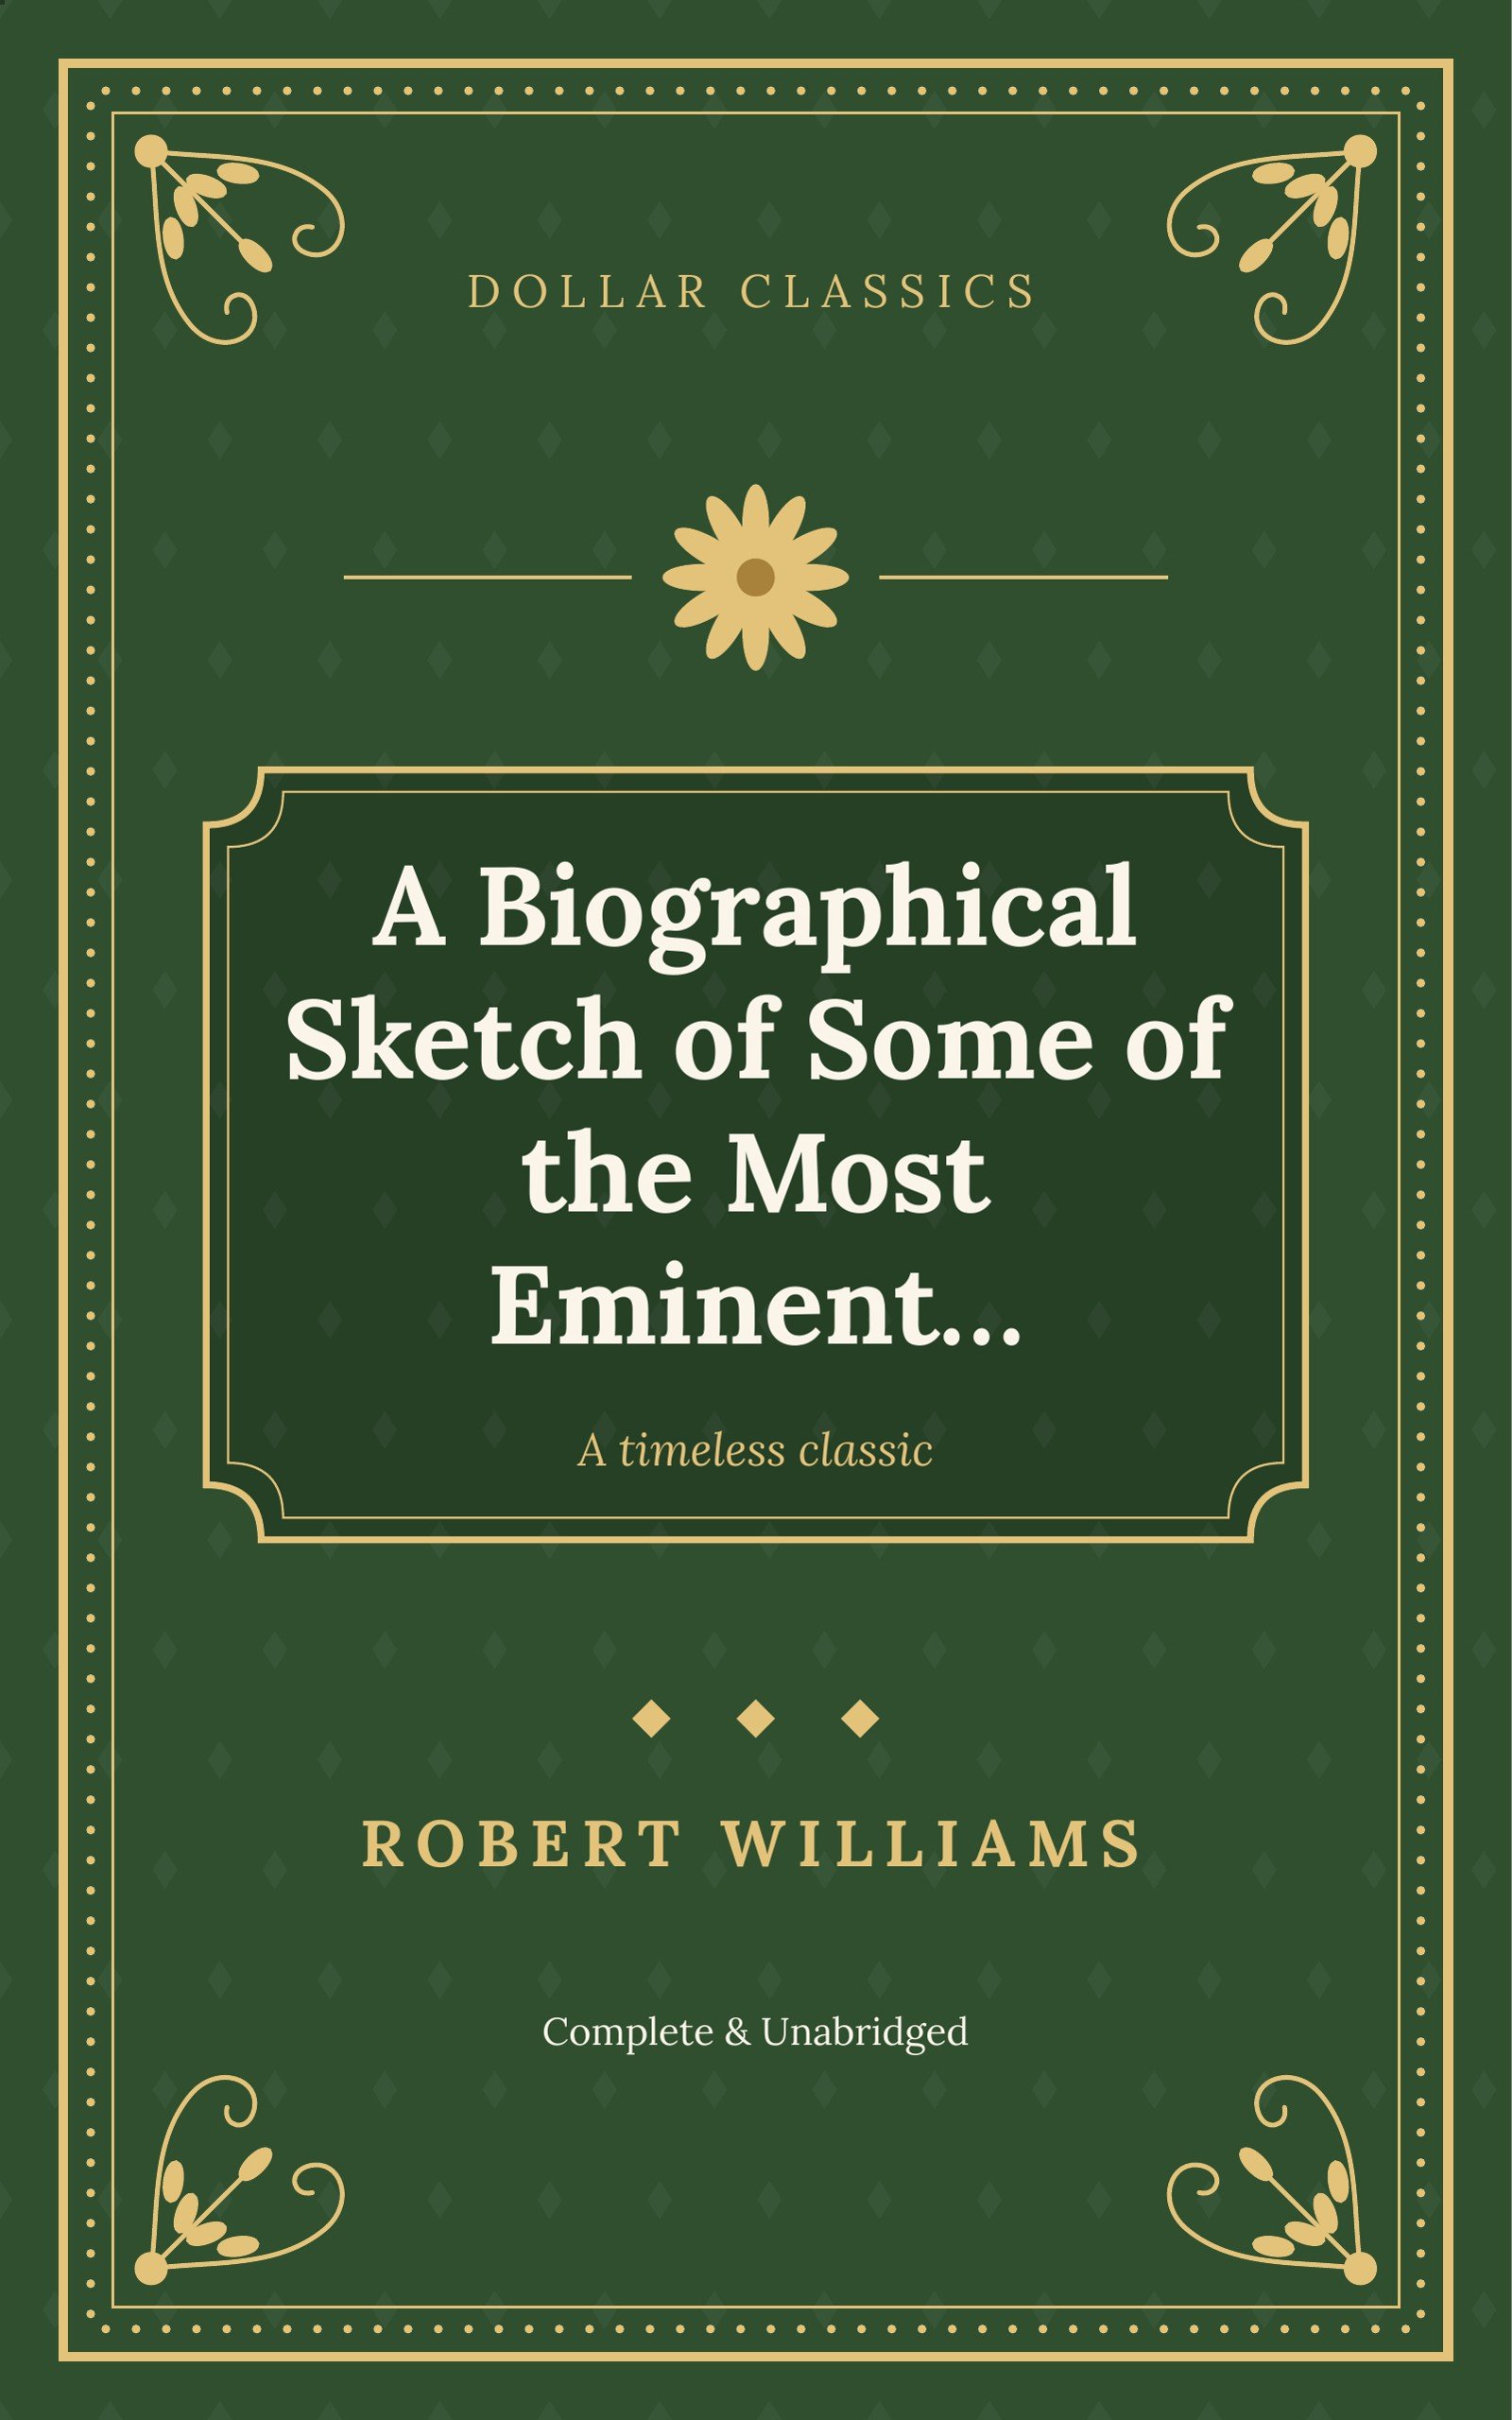 DOLLAR CLASSICS
A Biographical
Sketch of Some of
the Most
Eminent...
A timeless classic
ROBERT WILLIAMS
Complete & Unabridged